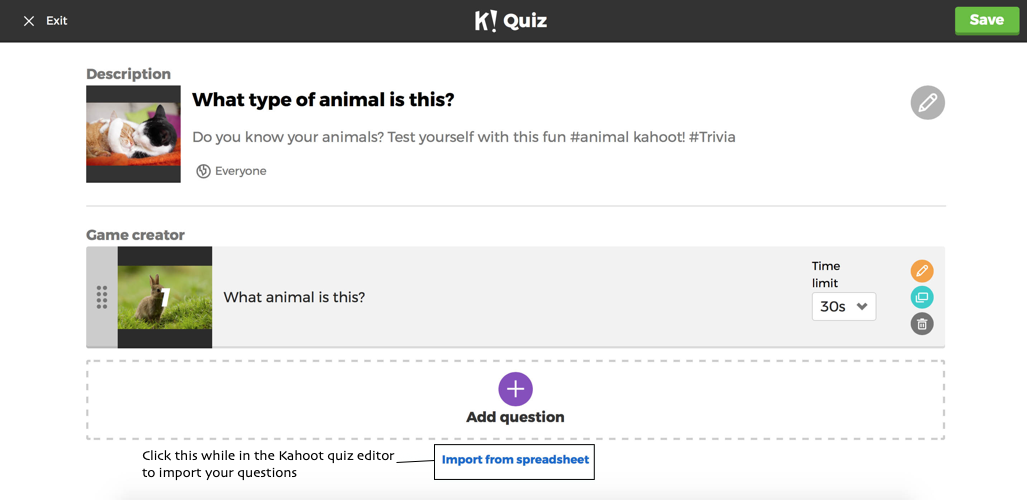 Exit
K! Quiz
Save
Description
What type of animal is this?
Do you know your animals? Test yourself with this fun #animal kahoot! #Trivia
Everyone
Game creator
1
What animal is this?
Time
limit
30s
Add question
Click this while in the Kahoot quiz editor
to import your questions
Import from spreadsheet